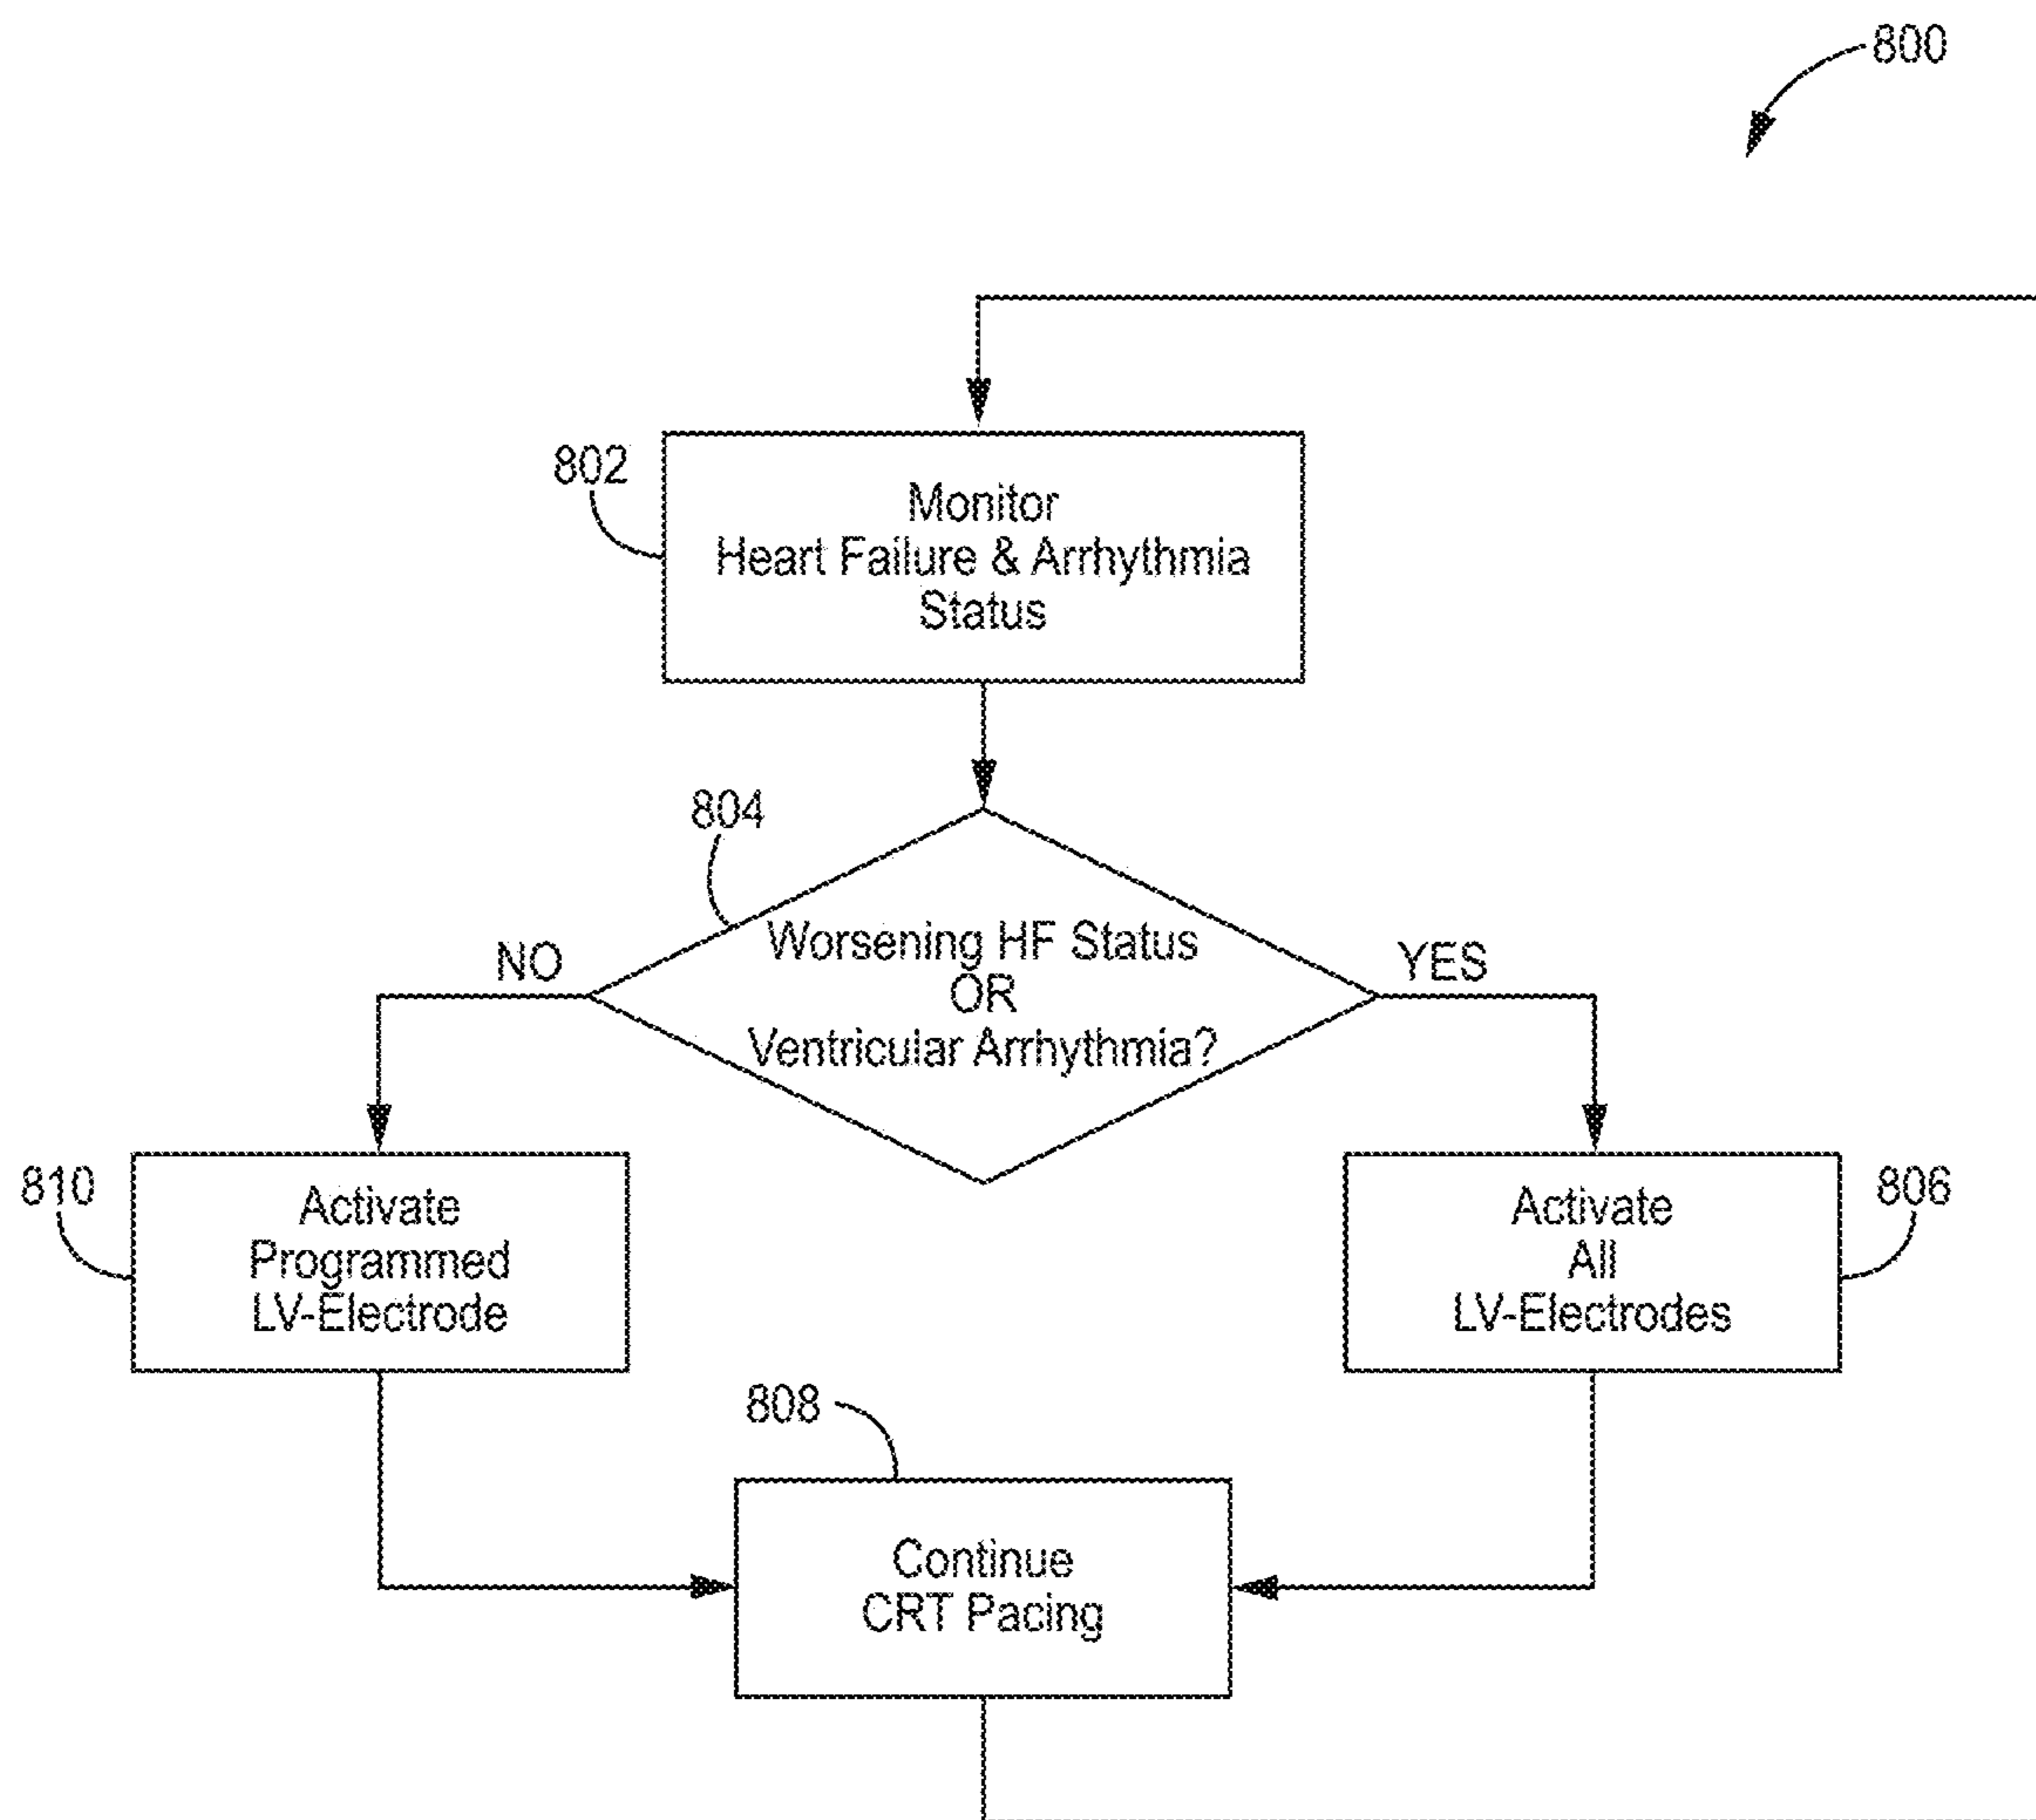 800
802
Monitor
Heart Failure & Arrhythmia
Status
804
Worsening HF Status
OR
Ventricular Arrhythmia?
NO
YES
810
Activate
Programmed
LV-Electrode
Activate
All
LV-Electrodes
806
808
Continue
CRT Pacing